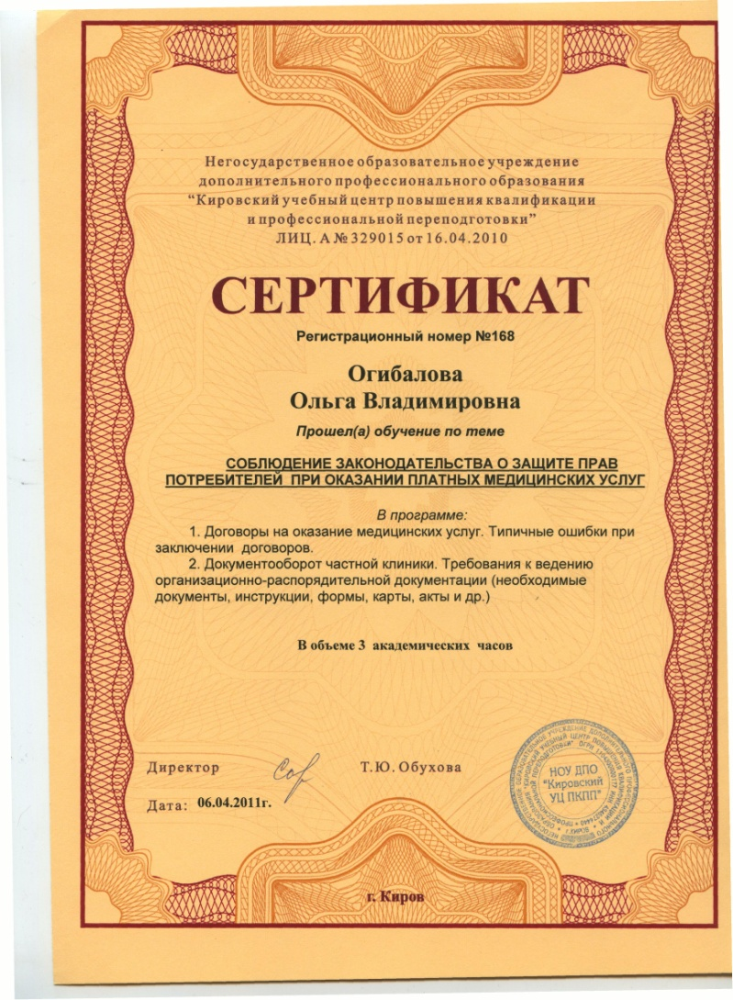 Негосударственное образовательное учреждение
дополнительного профессионального образования
“Кировский учебный центр повышения квалификации
и профессиональной переподготовки”
ЛИЦ. А № 329015 от 16.04.2010
СЕРТИФИКАТ
Регистрационный номер №168
Огибалова
Ольга Владимировна
Прошел(а) обучение по теме
СОБЛЮДЕНИЕ ЗАКОНОДАТЕЛЬСТВА О ЗАЩИТЕ ПРАВ
ПОТРЕБИТЕЛЕЙ ПРИ ОКАЗАНИИ ПЛАТНЫХ МЕДИЦИНСКИХ УСЛУГ
В программе:
1. Договоры на оказание медицинских услуг. Типичные ошибки при
заключении договоров.
2. Документооборот частной клиники. Требования к ведению
организационно-распорядительной документации (необходимые
документы, инструкции, формы, карты, акты и др.)
В объеме 3 академических часов
Директор Т.Ю. Обухова
Дата: 06.04.2011г.
НОУ ДПО
"Кировский
УЦ ПКПП"
г. Киров